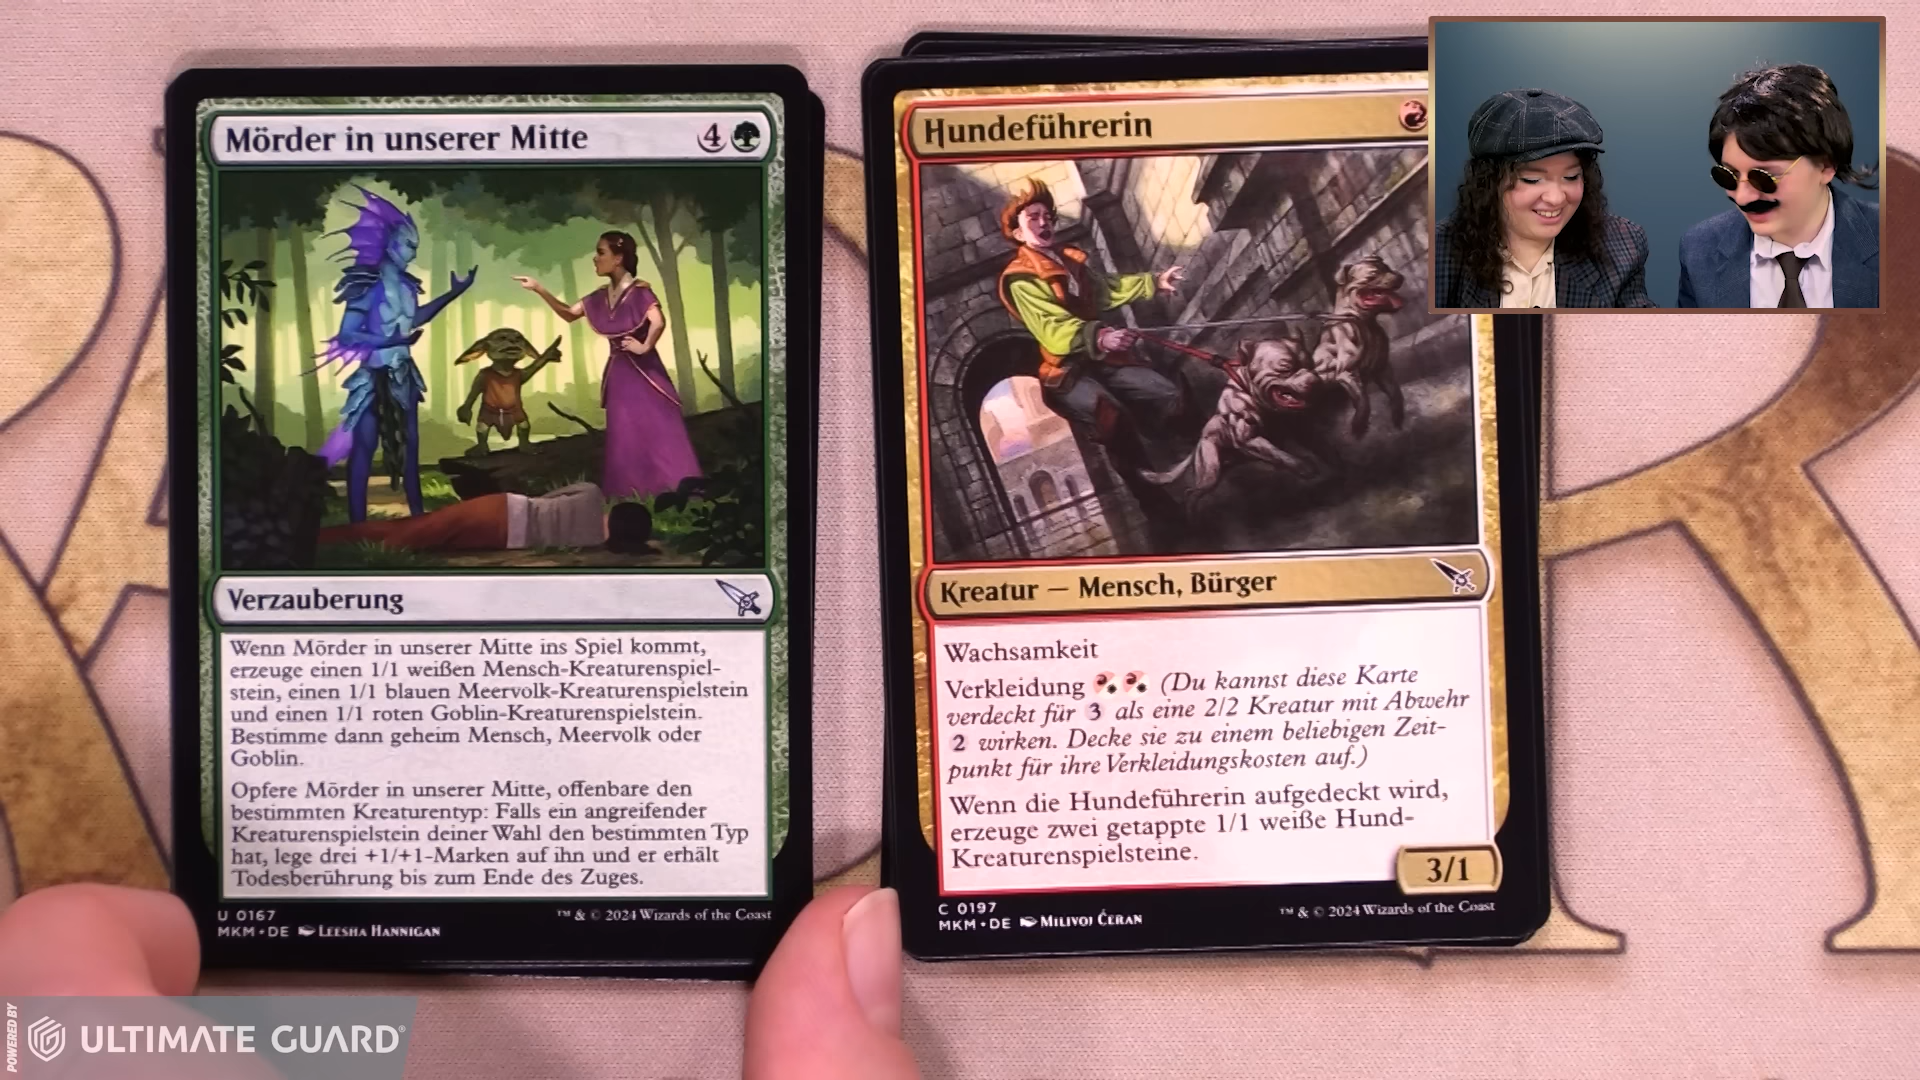 Mörder in unserer Mitte 4
Verzauberung
Wenn Mörder in unserer Mitte ins Spiel kommt,
erzeuge einen 1/1 weißen Mensch-Kreaturenspiel-
stein, einen 1/1 blauen Meervolk-Kreaturenspielstein
und einen 1/1 roten Goblin-Kreaturenspielstein.
Bestimme dann geheim Mensch, Meervolk oder
Goblin.
Opfere Mörder in unserer Mitte, offenbare den
bestimmten Kreaturentyp: Falls ein angreifender
Kreaturenspielstein deiner Wahl den bestimmten Typ
hat, lege drei +1/+1-Marken auf ihn und er erhält
Todesberührung bis zum Ende des Zuges.
U 0167
MKM • DE LEESHA HANNIGAN
™ & © 2024 Wizards of the Coast
Hundeführerin
Kreatur — Mensch, Bürger
Wachsamkeit
Verkleidung (Du kannst diese Karte
verdeckt für 3 als eine 2/2 Kreatur mit Abwehr
2 wirken. Decke sie zu einem beliebigen Zeit-
punkt für ihre Verkleidungskosten auf.)
Wenn die Hundeführerin aufgedeckt wird,
erzeuge zwei getappte 1/1 weiße Hund-
Kreaturenspielsteine.
3/1
C 0197
MKM • DE MILIVOJ ĆERAN
™ & © 2024 Wizards of the Coast
POWERED BY
ULTIMATE GUARD®